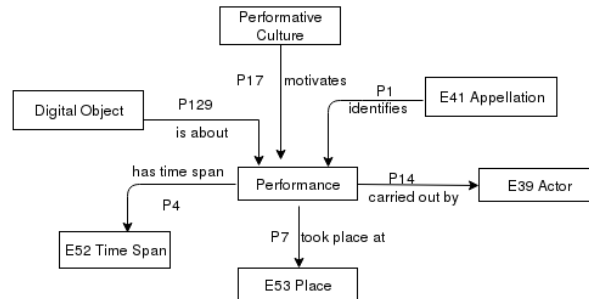 Performative
Culture
P17 motivates
P1
identifies
E41 Appellation
Digital Object
P129
is about
has time span
P4
Performance
P14
carried out by
E39 Actor
E52 Time Span
P7 took place at
E53 Place